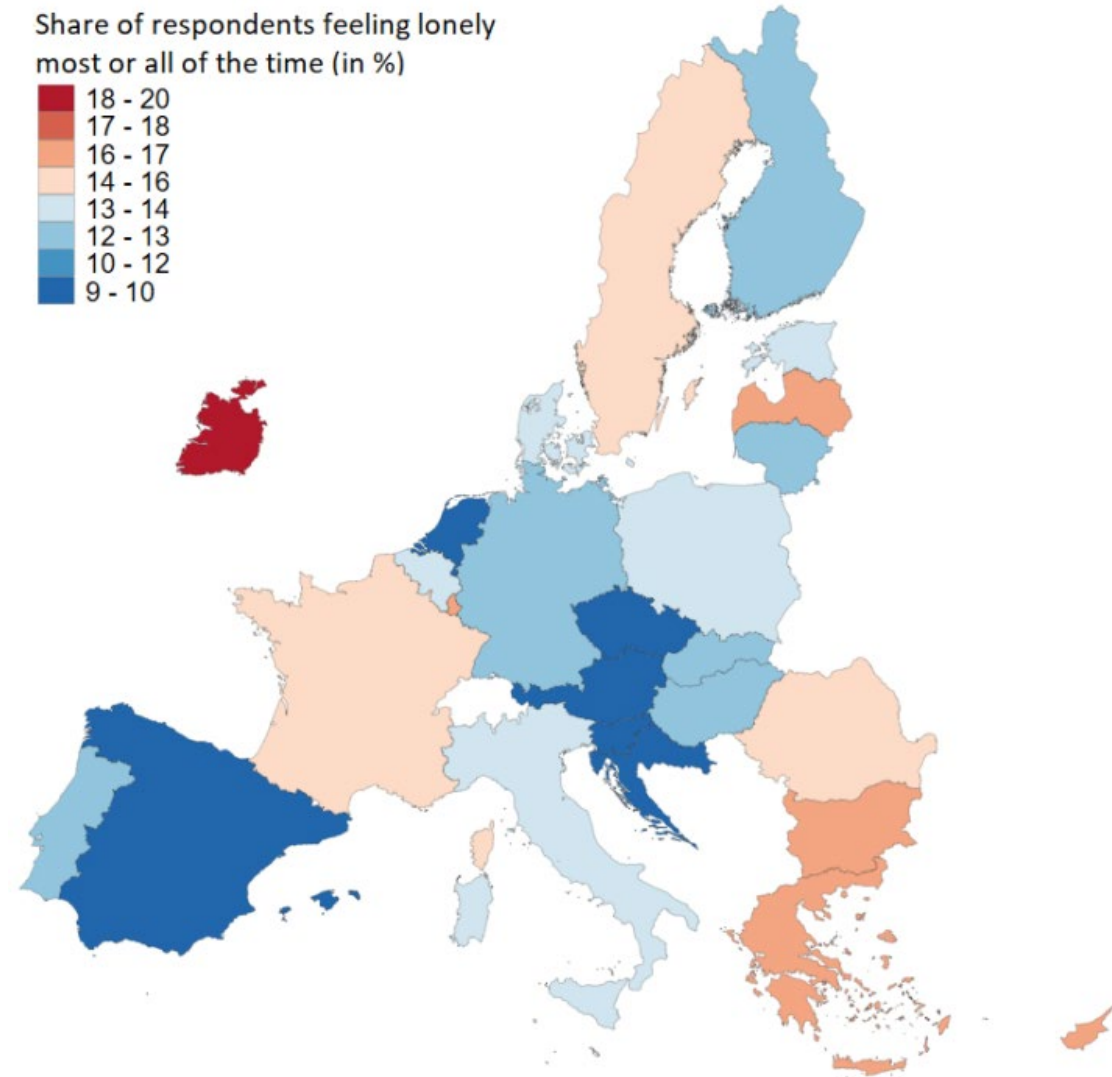 Share of respondents feeling lonely
most or all of the time (in %)
18 - 20
17 - 18
16 - 17
14 - 16
13 - 14
12 - 13
10 - 12
9 - 10